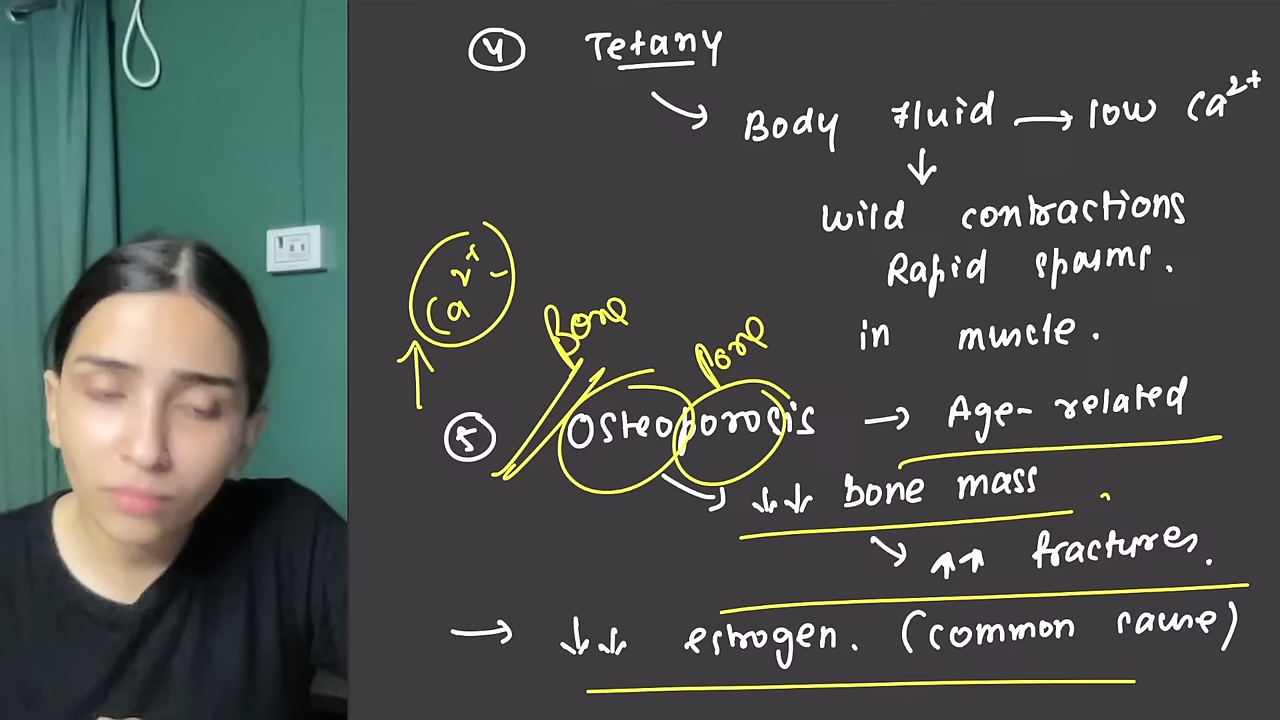 ④ Tetany
→ Body fluid → low Ca²⁺
↓
Wild contractions
Rapid spasms.
in muscle.
Ca²⁺
↑
Bone
Pore
⑤ Osteoporosis → Age-related
→ ↓↓ bone mass
→ ↑↑ fractures.
→ ↓↓ estrogen. (common cause)